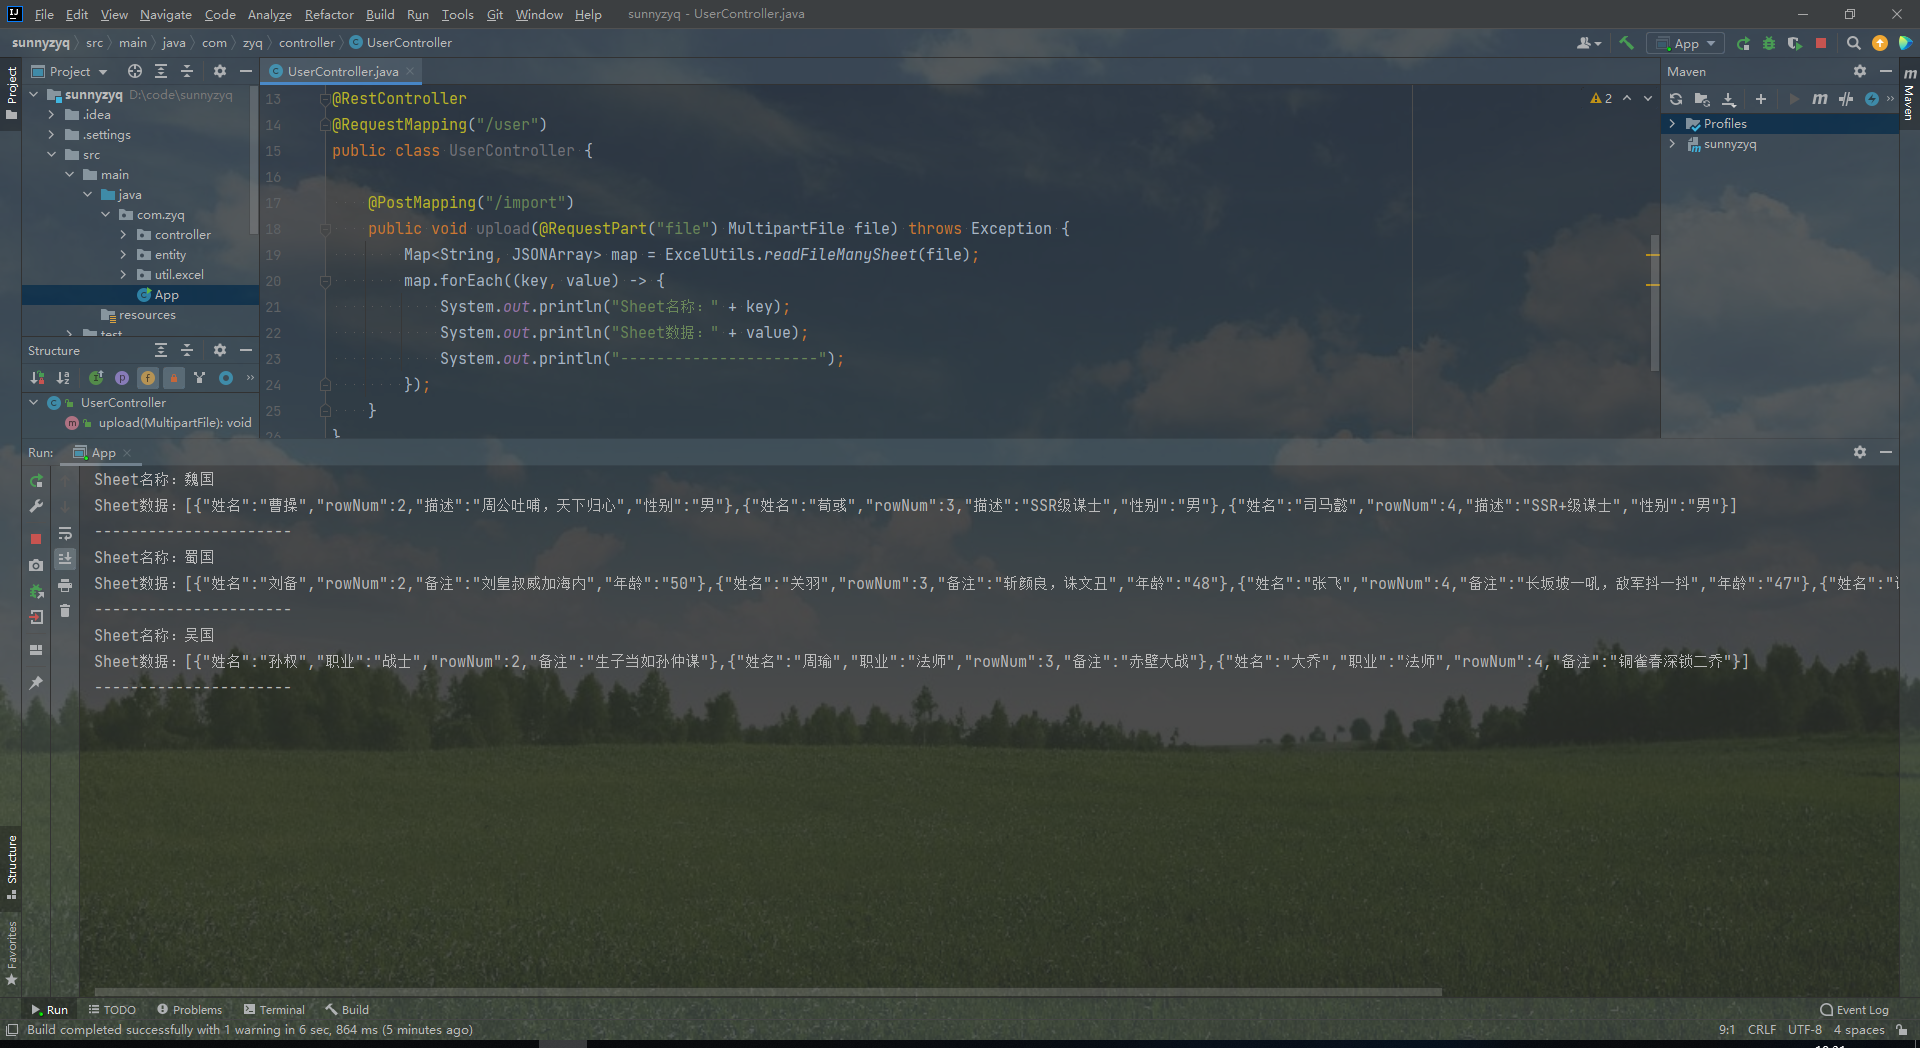 File Edit View Navigate Code Analyze Refactor Build Run Tools Git Window Help sunnyzyq - UserController.java
sunnyzyq src main java com zyq controller UserController
App
Project
UserController.java
Maven
sunnyzyq D:\code\sunnyzyq
.idea
.settings
src
main
java
com.zyq
controller
entity
util.excel
App
resources
test
13 @RestController
14 @RequestMapping("/user")
15 public class UserController {
16
17 @PostMapping("/import")
18 public void upload(@RequestPart("file") MultipartFile file) throws Exception {
19 Map<String, JSONArray> map = ExcelUtils.readFileManySheet(file);
20 map.forEach((key, value) -> {
21 System.out.println("Sheet名称：" + key);
22 System.out.println("Sheet数据：" + value);
23 System.out.println("----------------------");
24 });
25 }
26 }
2
Profiles
sunnyzyq
Structure
UserController
upload(MultipartFile): void
Project
Maven
Run: App
Sheet名称：魏国
Sheet数据：[{"姓名":"曹操","rowNum":2,"描述":"周公吐哺，天下归心","性别":"男"},{"姓名":"荀彧","rowNum":3,"描述":"SSR级谋士","性别":"男"},{"姓名":"司马懿","rowNum":4,"描述":"SSR+级谋士","性别":"男"}]
----------------------
Sheet名称：蜀国
Sheet数据：[{"姓名":"刘备","rowNum":2,"备注":"刘皇叔威加海内","年龄":"50"},{"姓名":"关羽","rowNum":3,"备注":"斩颜良，诛文丑","年龄":"48"},{"姓名":"张飞","rowNum":4,"备注":"长坂坡一吼，敌军抖一抖","年龄":"47"},{"姓名":"
----------------------
Sheet名称：吴国
Sheet数据：[{"姓名":"孙权","职业":"战士","rowNum":2,"备注":"生子当如孙仲谋"},{"姓名":"周瑜","职业":"法师","rowNum":3,"备注":"赤壁大战"},{"姓名":"大乔","职业":"法师","rowNum":4,"备注":"铜雀春深锁二乔"}]
----------------------
Structure
Favorites
Run TODO Problems Terminal Build Event Log
Build completed successfully with 1 warning in 6 sec, 864 ms (5 minutes ago) 9:1 CRLF UTF-8 4 spaces